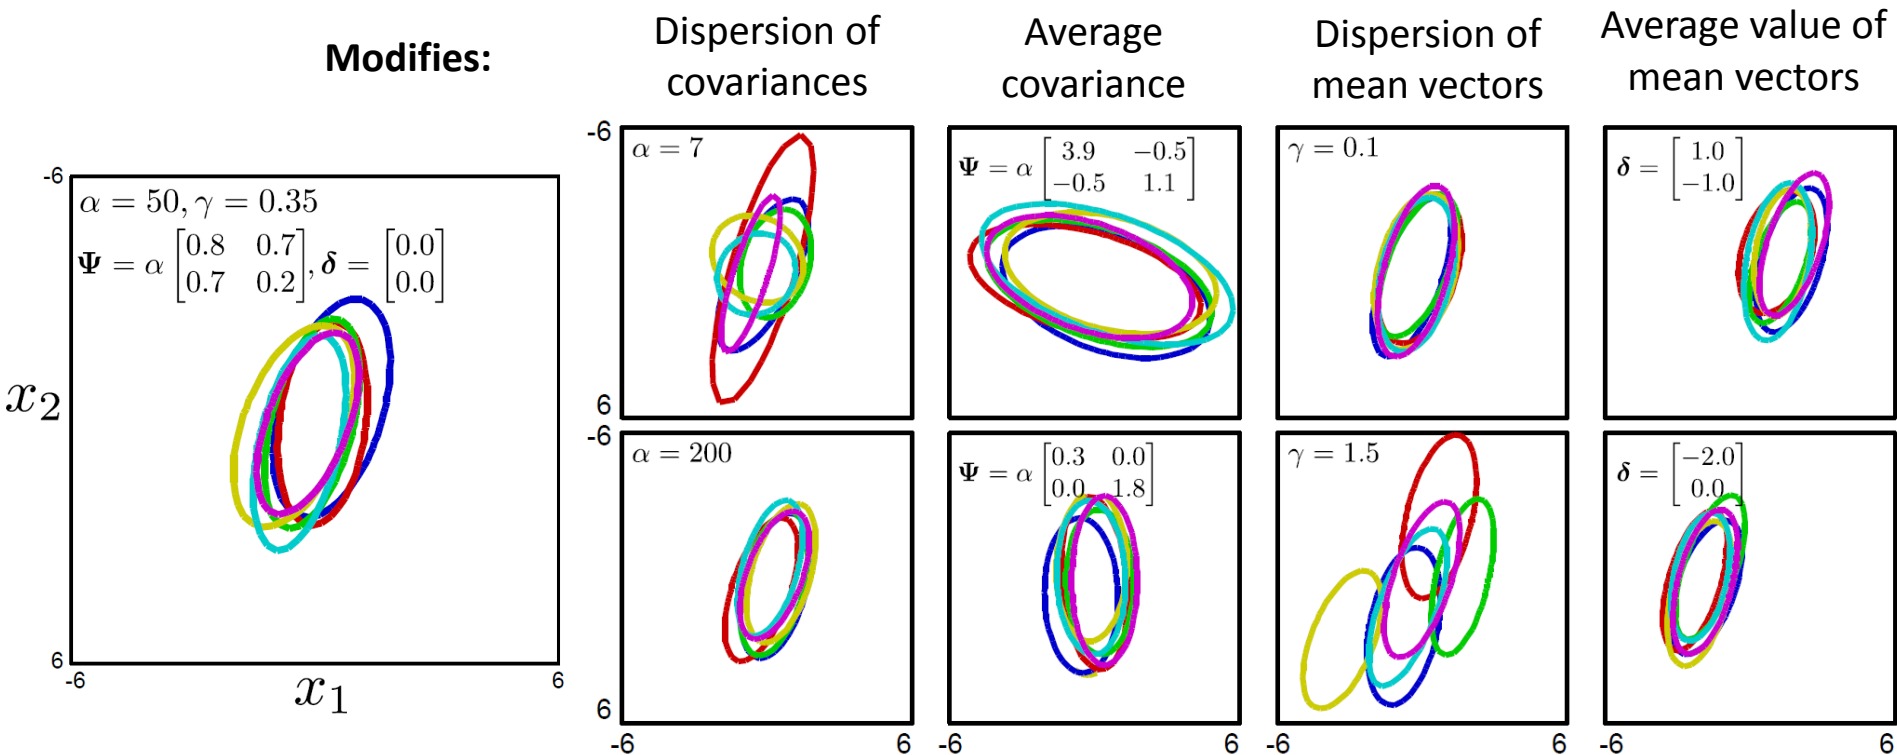 Modifies:
Dispersion of
covariances
Average
covariance
Dispersion of
mean vectors
Average value of
mean vectors
-6
α = 50, γ = 0.35
Ψ = α [0.8 0.7
0.7 0.2], δ = [0.0
0.0]
x₂
6
-6
x₁
6
-6
α = 7
6
Ψ = α [3.9 −0.5
−0.5 1.1]
γ = 0.1
δ = [1.0
−1.0]
-6
α = 200
6
-6
6
Ψ = α [0.3 0.0
0.0 1.8]
-6
6
γ = 1.5
-6
6
δ = [−2.0
0.0]
-6
6